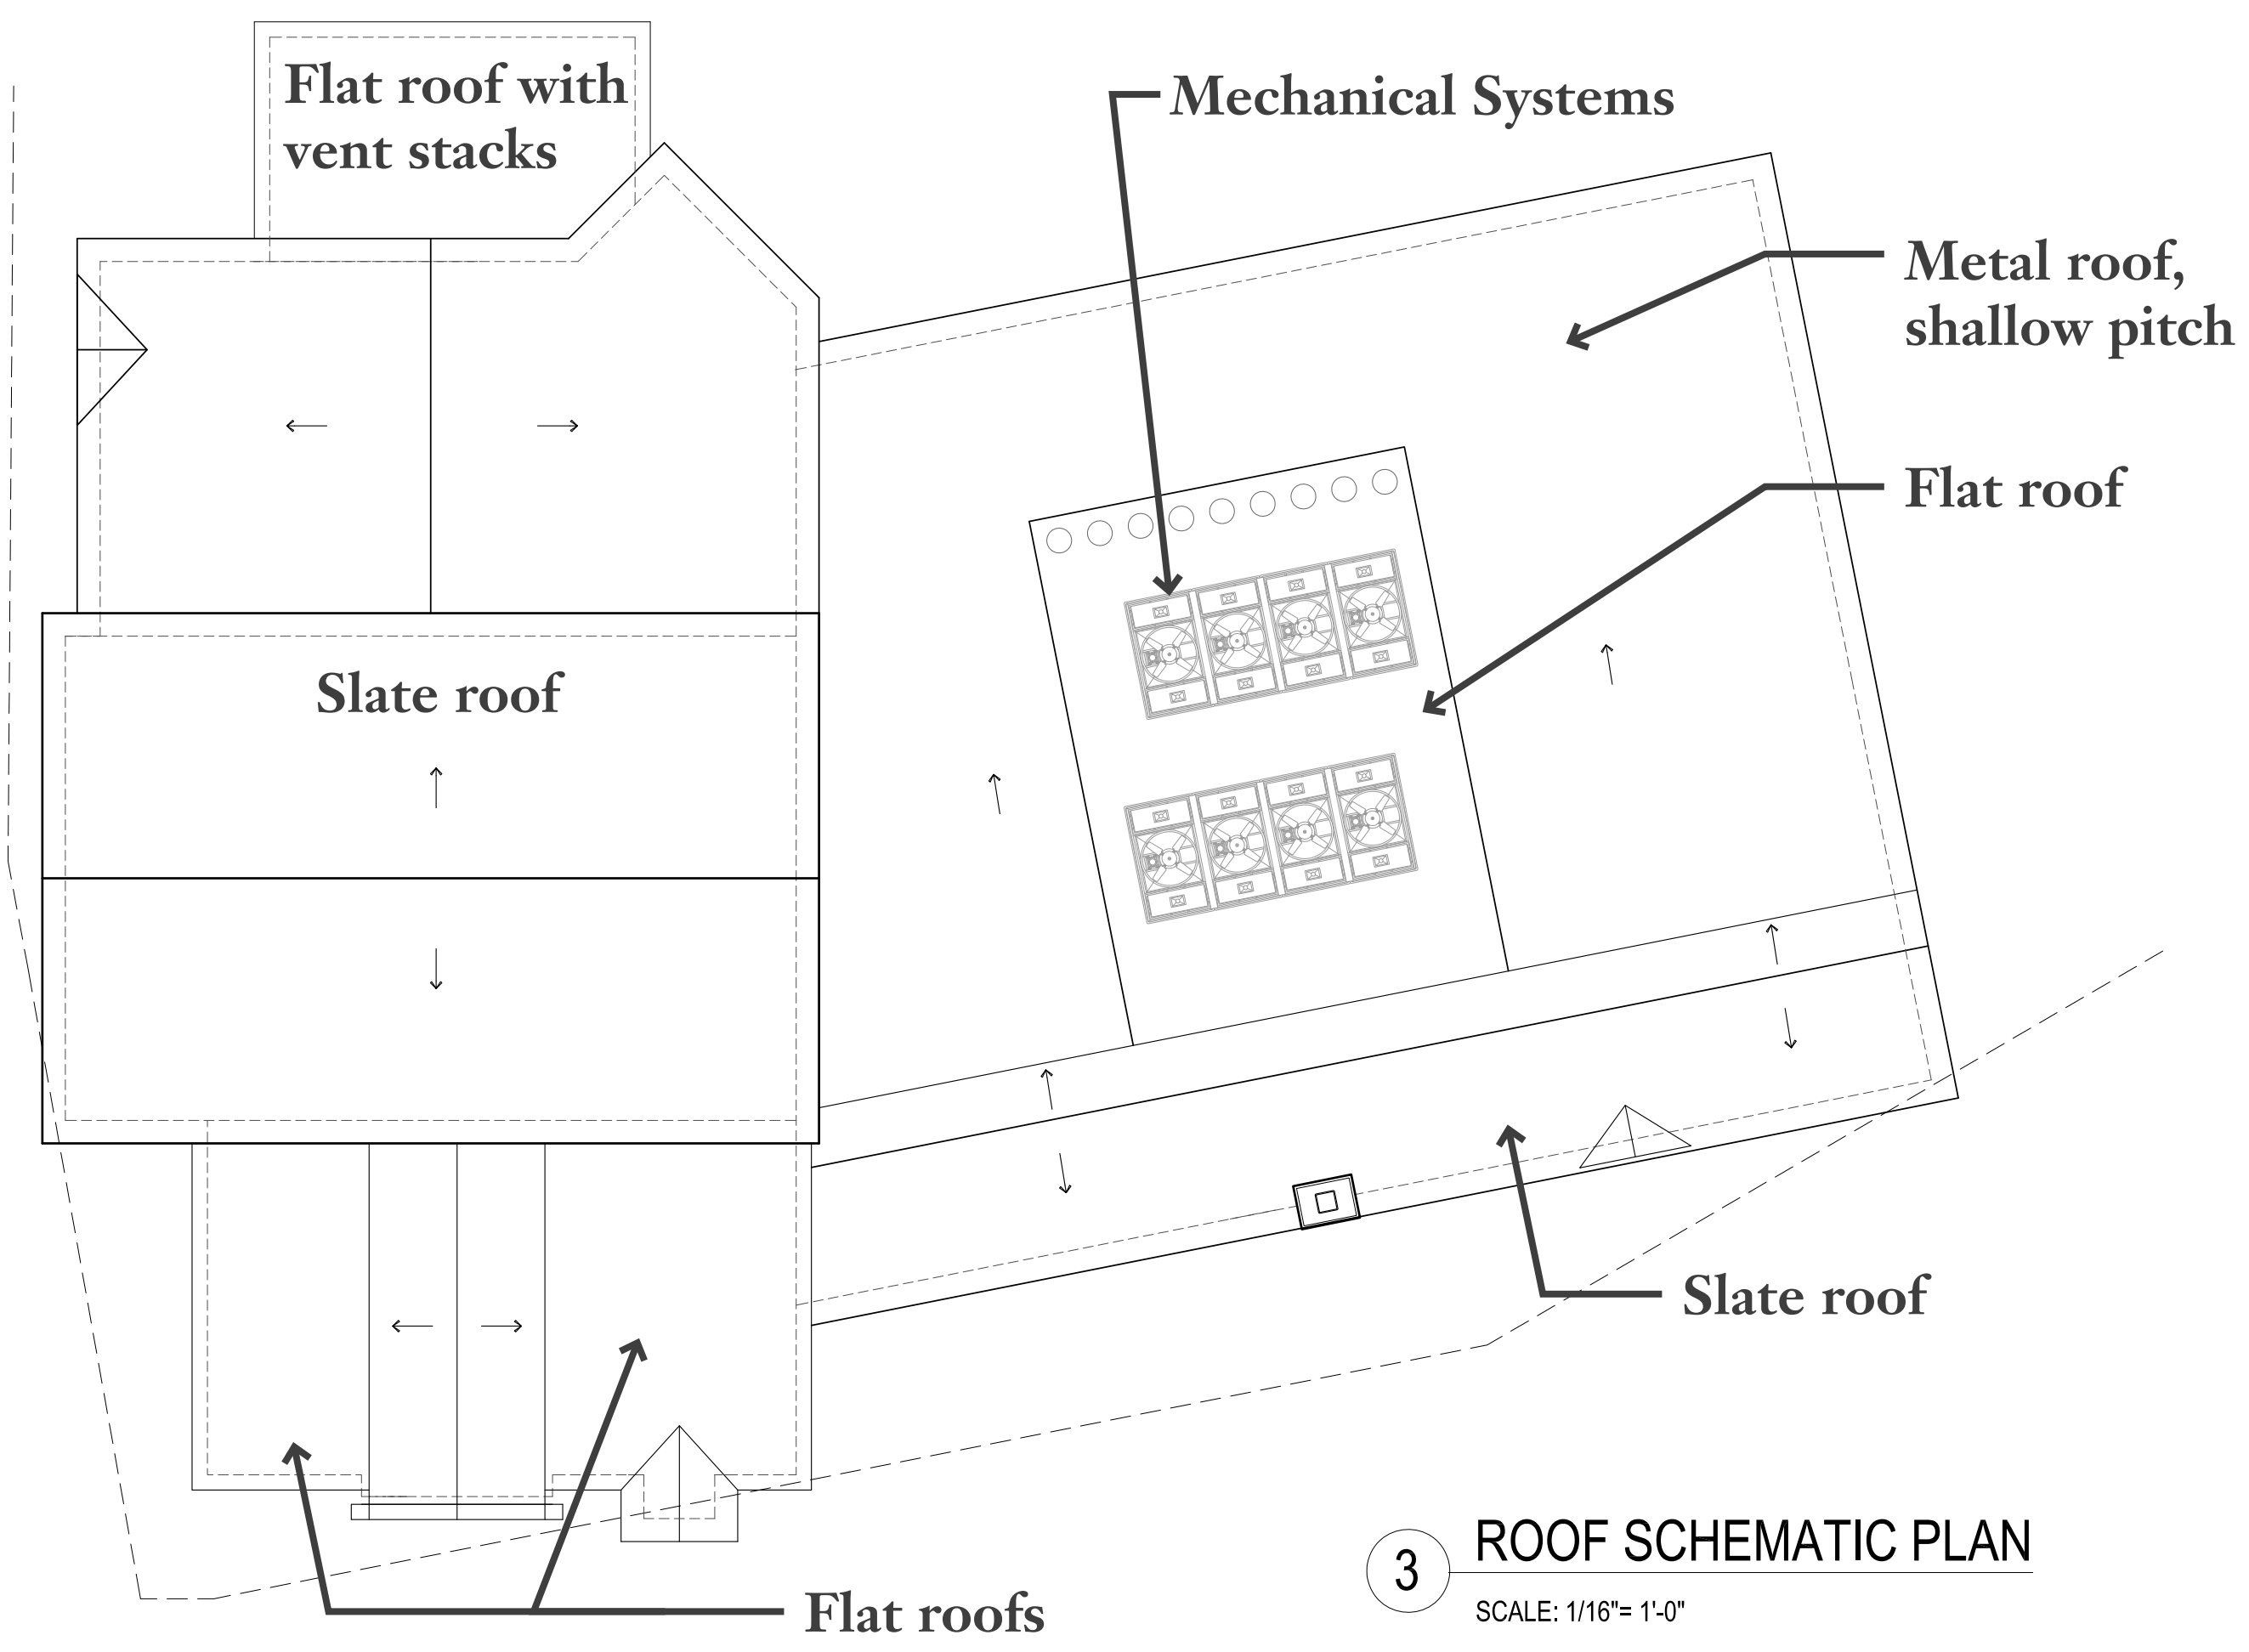 Flat roof with
vent stacks
Mechanical Systems
Metal roof,
shallow pitch
Flat roof
Slate roof
Slate roof
Flat roofs
3
ROOF SCHEMATIC PLAN
SCALE: 1/16"= 1'-0"